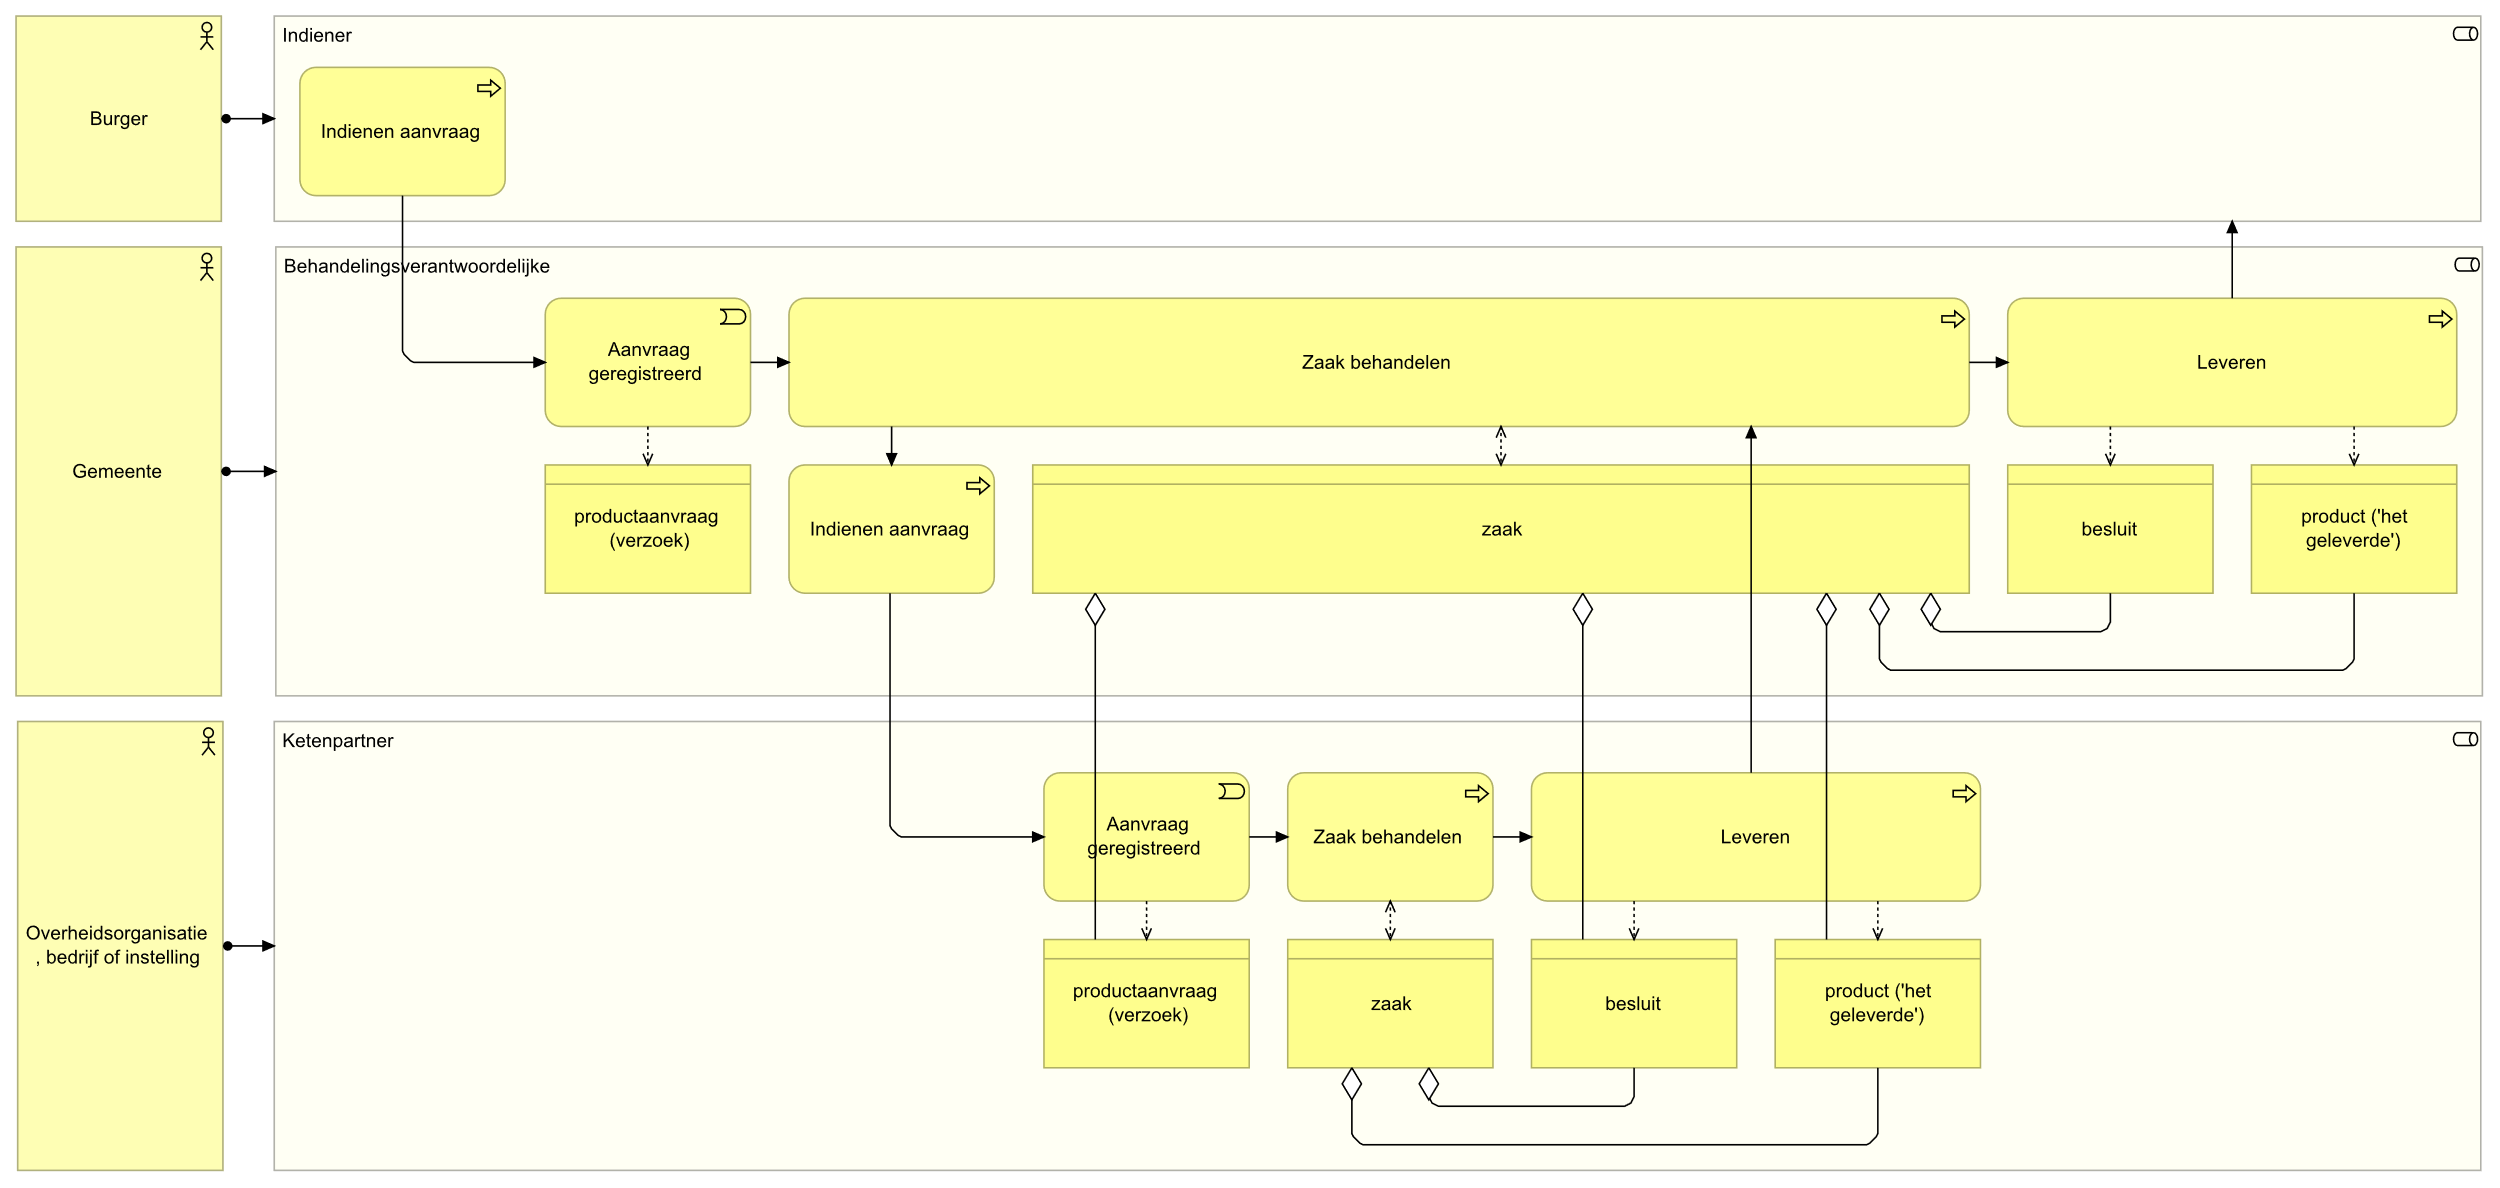 Burger
Indiener
Indienen aanvraag
Gemeente
Behandelingsverantwoordelijke
Aanvraag
geregistreerd
Zaak behandelen
Leveren
productaanvraag
(verzoek)
Indienen aanvraag
zaak
besluit
product ('het
geleverde')
Overheidsorganisatie
, bedrijf of instelling
Ketenpartner
Aanvraag
geregistreerd
Zaak behandelen
Leveren
productaanvraag
(verzoek)
zaak
besluit
product ('het
geleverde')